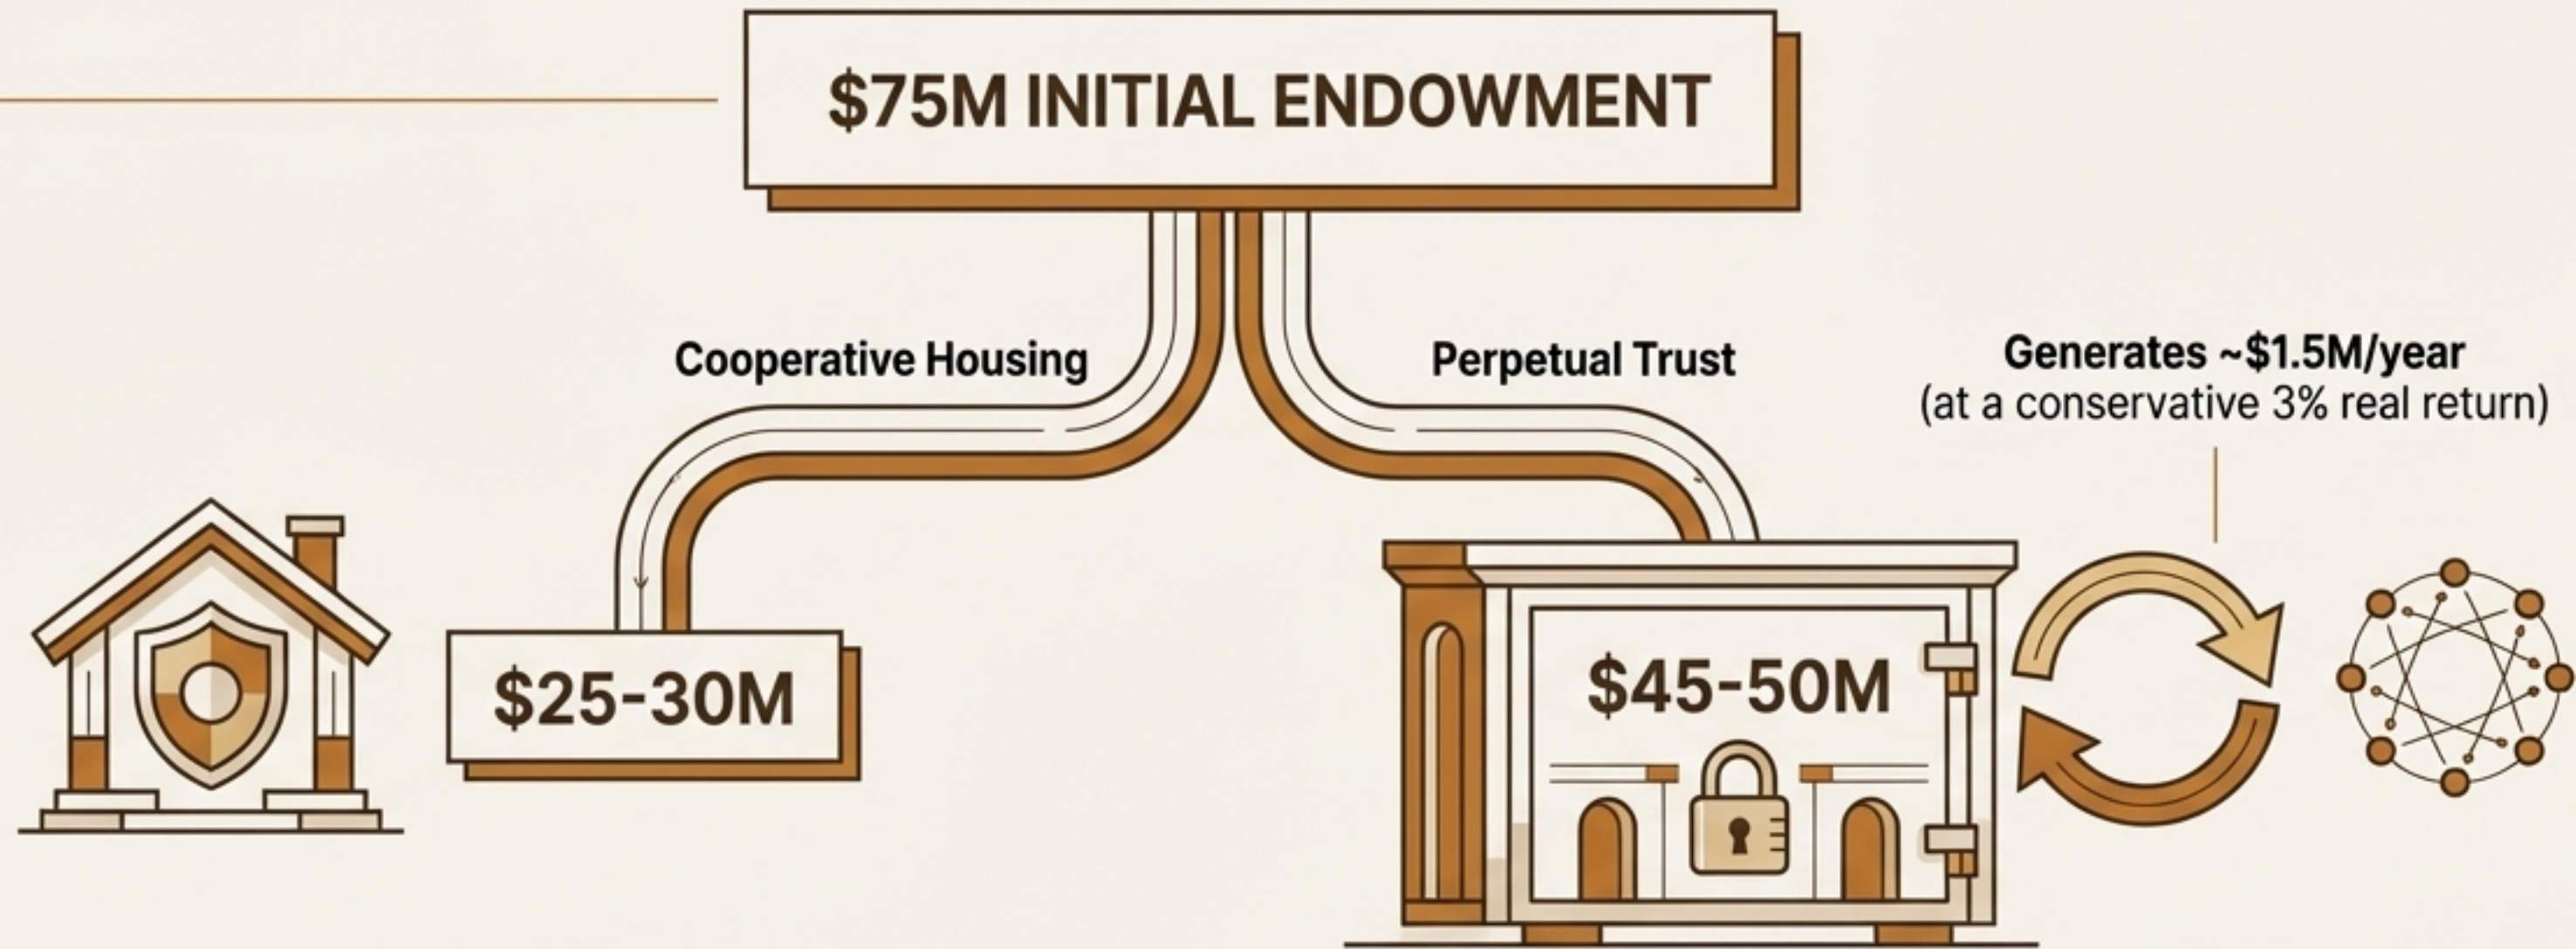 $75M INITIAL ENDOWMENT
Cooperative Housing
Perpetual Trust
Generates ~$1.5M/year
(at a conservative 3% real return)
$25-30M
$45-50M